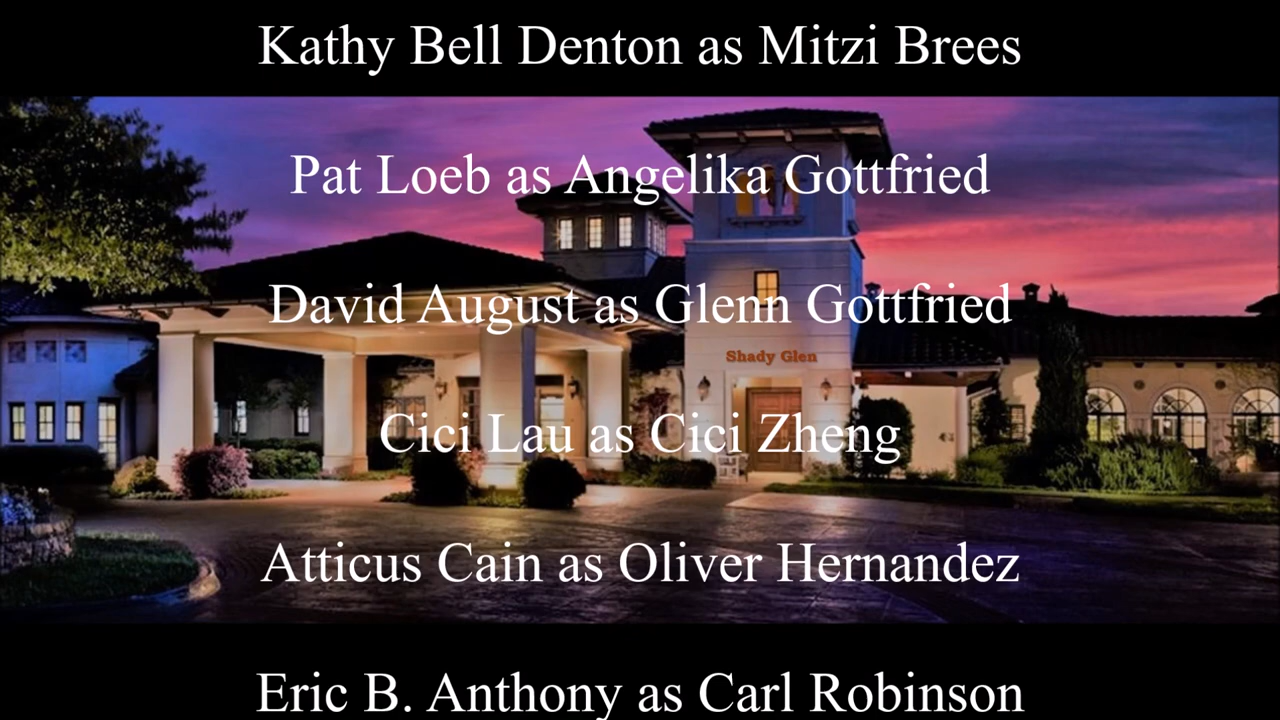 Kathy Bell Denton as Mitzi Brees
Pat Loeb as Angelika Gottfried
David August as Glenn Gottfried
Shady Glen
Cici Lau as Cici Zheng
Atticus Cain as Oliver Hernandez
Eric B. Anthony as Carl Robinson